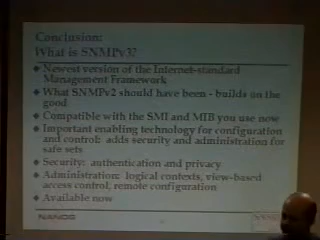 Conclusion:
What is SNMPv3?
Newest version of the Internet-standard
Management Framework
What SNMPv2 should have been - builds on the
good
Compatible with the SMI and MIB you use now
Important enabling technology for configuration
and control: adds security and administration for
safe sets
Security: authentication and privacy
Administration: logical contexts, view-based
access control, remote configuration
Available now
NANOG